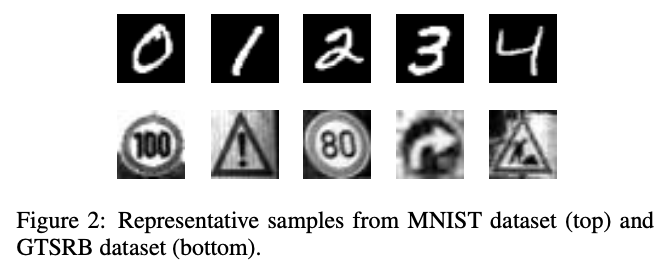 0 1 2 3 4
100 ! 80
Figure 2: Representative samples from MNIST dataset (top) and
GTSRB dataset (bottom).